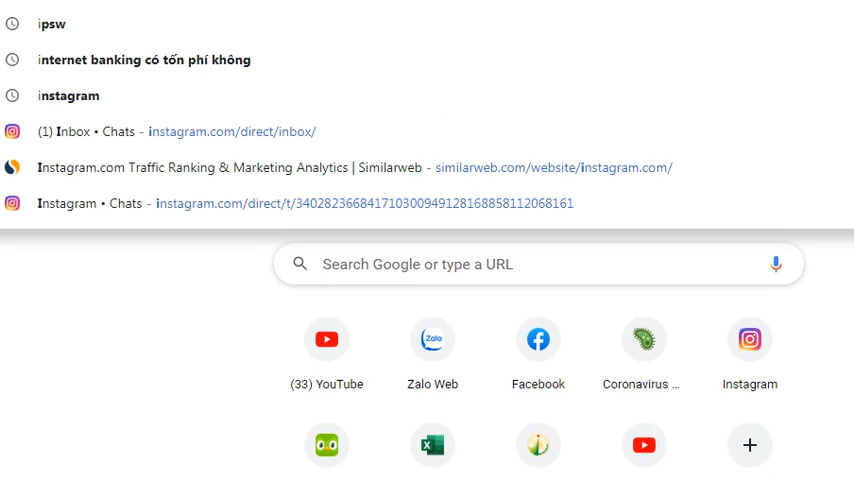 ipsw
internet banking có tốn phí không
instagram
(1) Inbox • Chats - instagram.com/direct/inbox/
Instagram.com Traffic Ranking & Marketing Analytics | Similarweb - similarweb.com/website/instagram.com/
Instagram • Chats - instagram.com/direct/t/340282366841710300949128168858112068161
Search Google or type a URL
Zalo
(33) YouTube Zalo Web Facebook Coronavirus ... Instagram